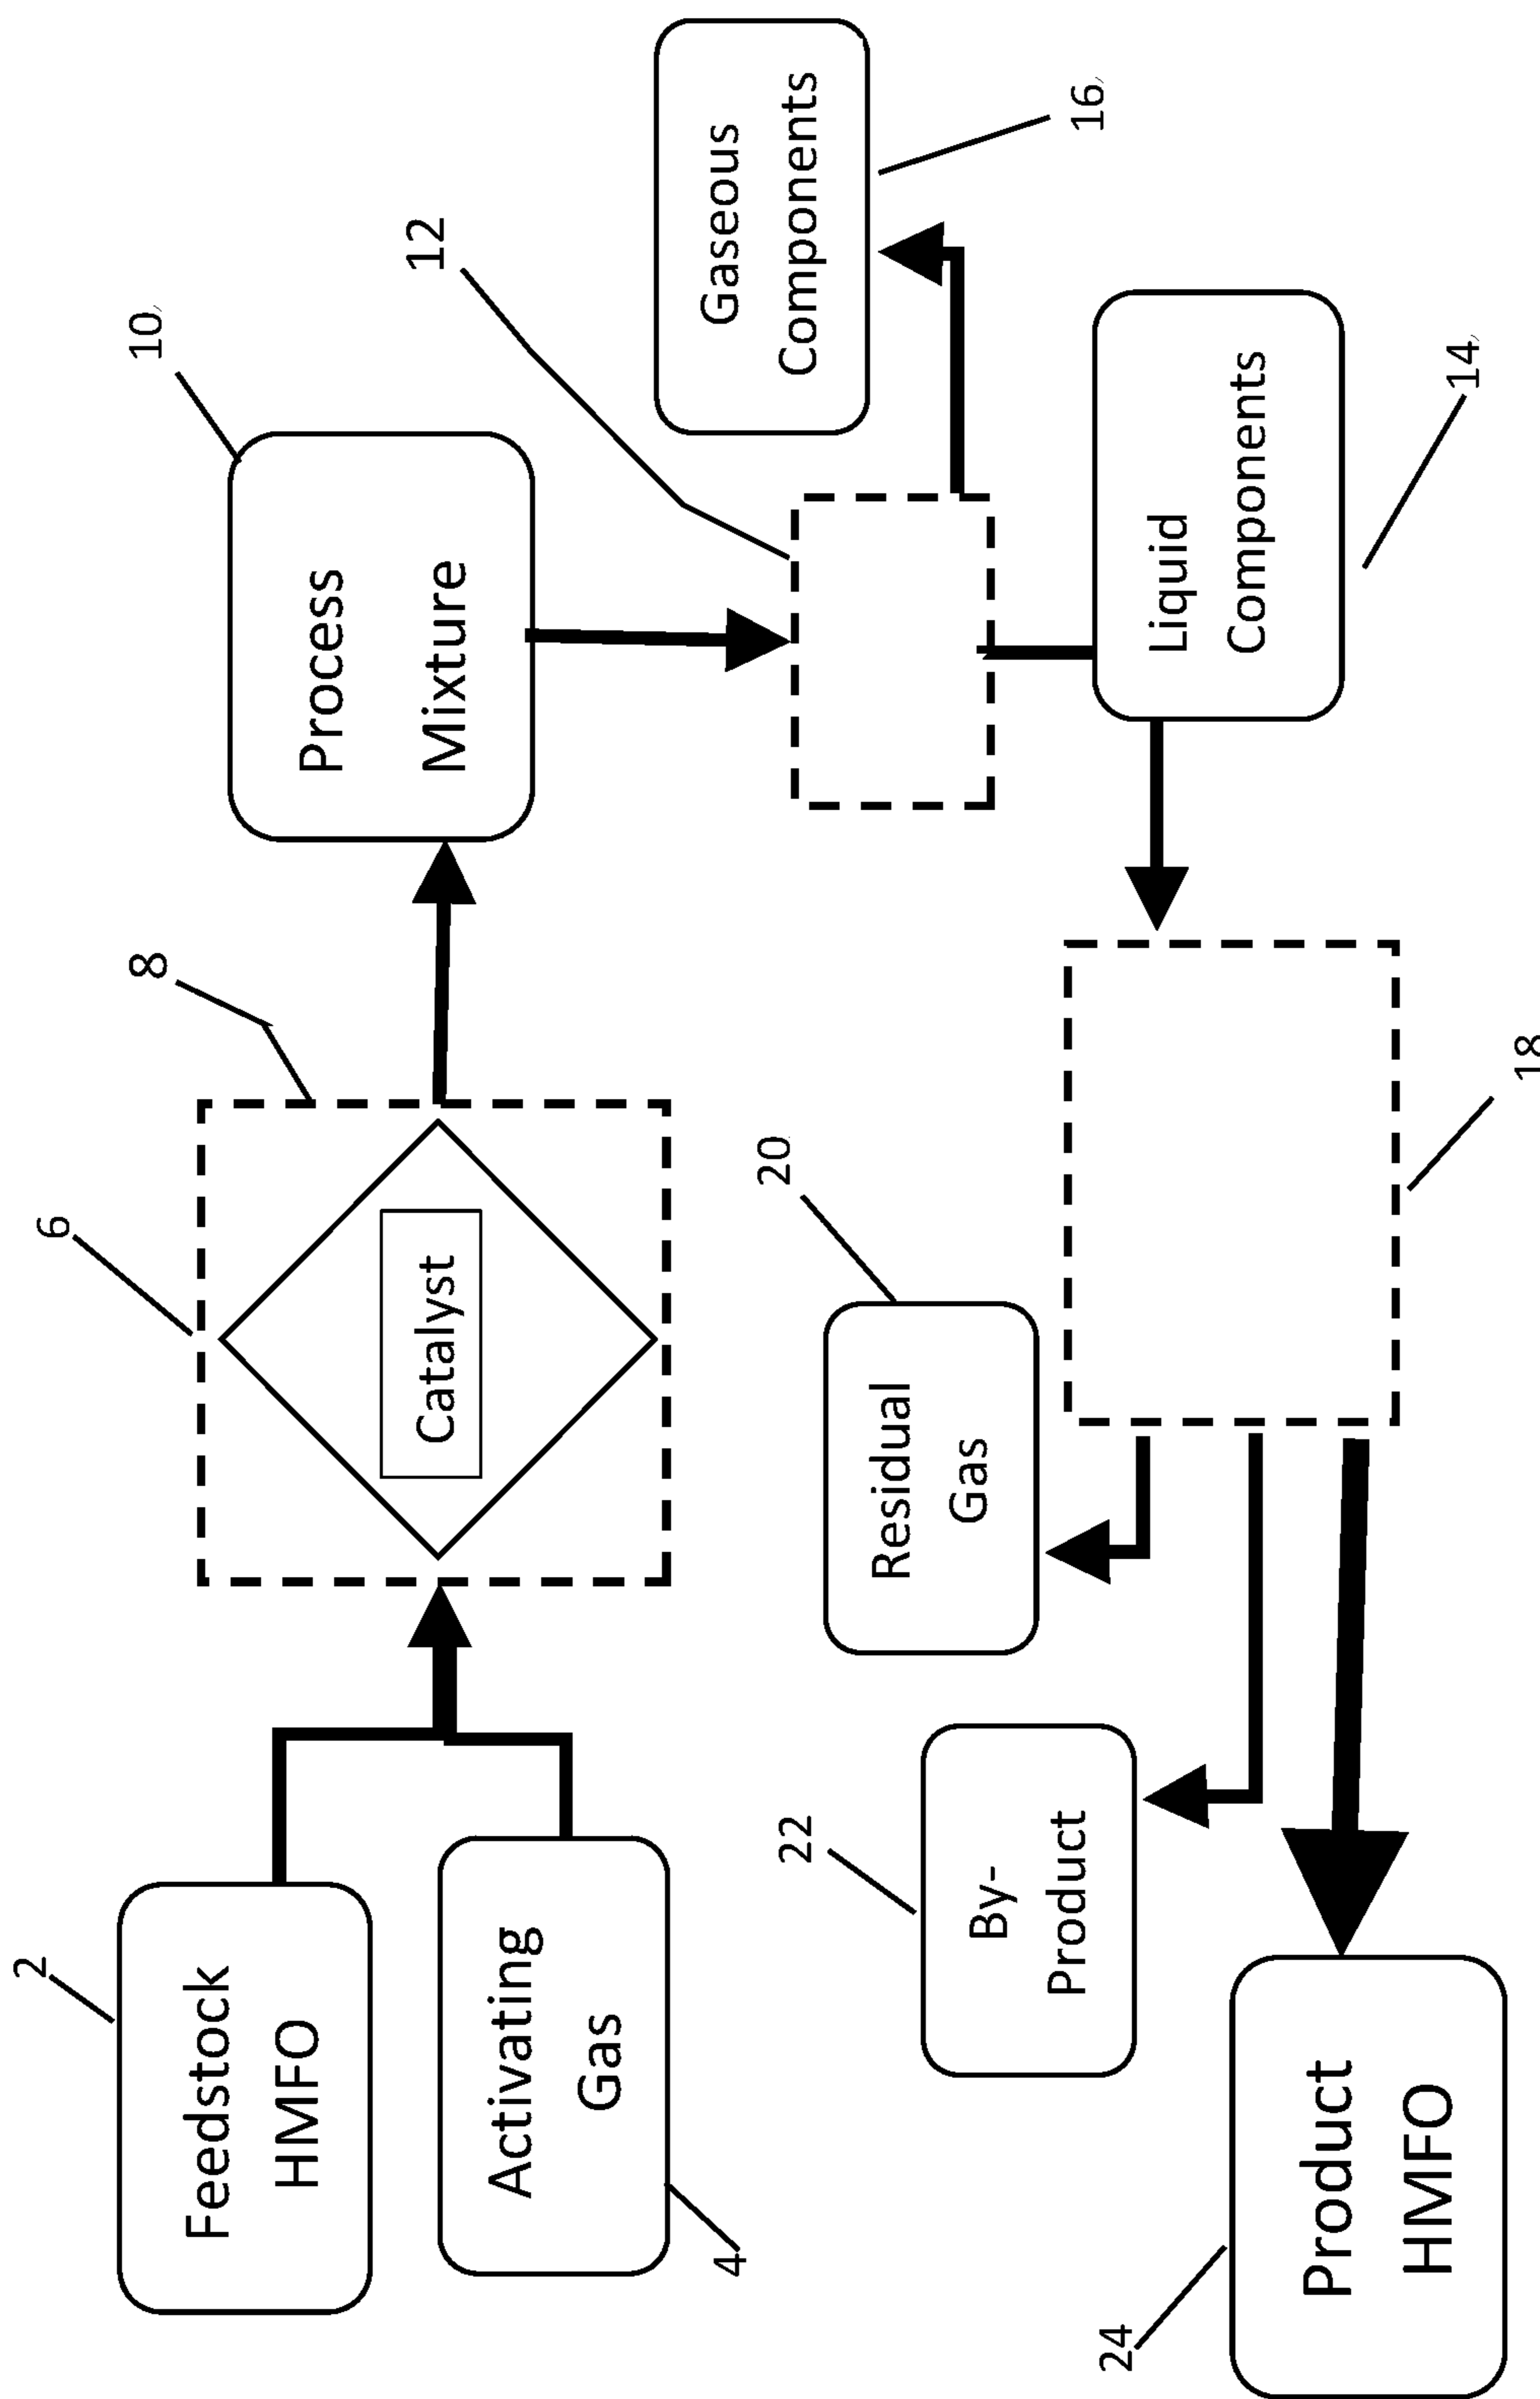 2
Feedstock
HMFO
Activating
Gas
4
6
Catalyst
8
10
Process
Mixture
12
Gaseous
Components
16
Liquid
Components
14
18
20
Residual
Gas
22
By-
Product
24
Product
HMFO